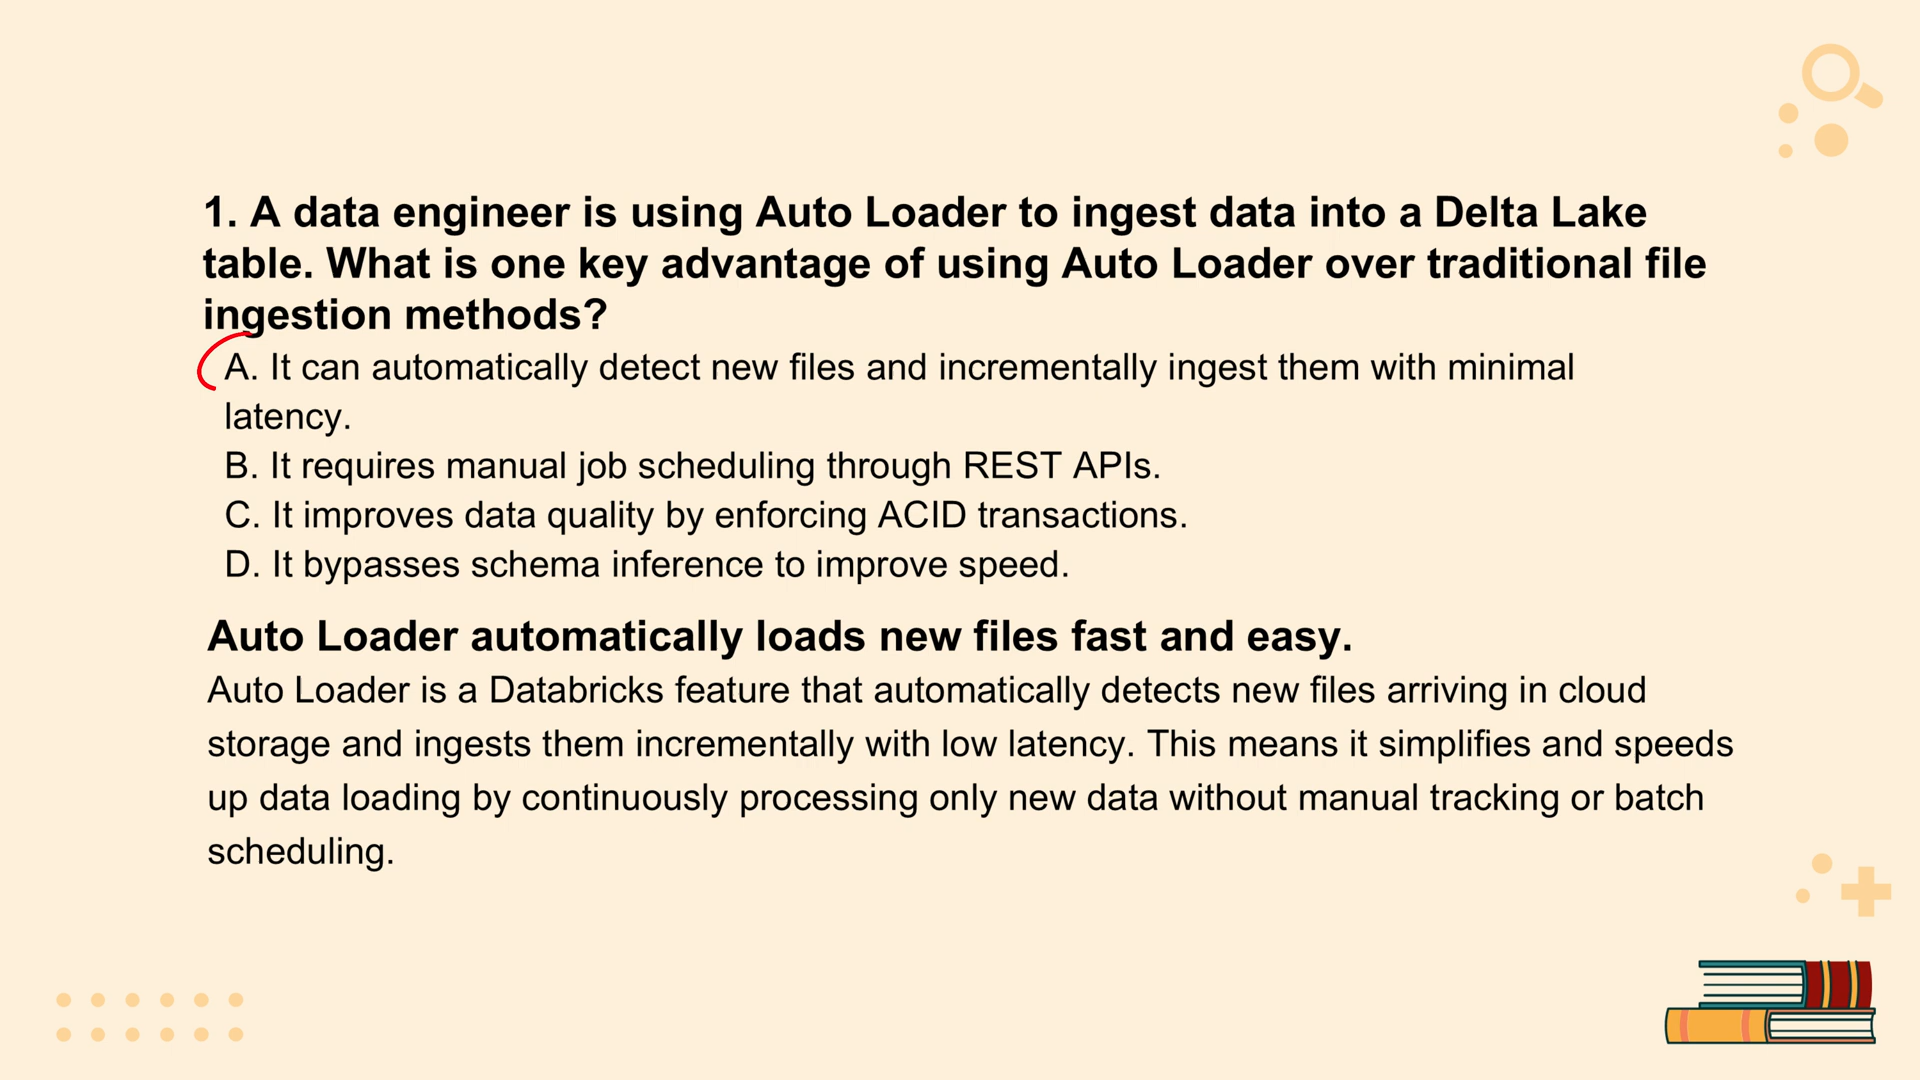 1. A data engineer is using Auto Loader to ingest data into a Delta Lake
table. What is one key advantage of using Auto Loader over traditional file
ingestion methods?
A. It can automatically detect new files and incrementally ingest them with minimal
latency.
B. It requires manual job scheduling through REST APIs.
C. It improves data quality by enforcing ACID transactions.
D. It bypasses schema inference to improve speed.
Auto Loader automatically loads new files fast and easy.
Auto Loader is a Databricks feature that automatically detects new files arriving in cloud
storage and ingests them incrementally with low latency. This means it simplifies and speeds
up data loading by continuously processing only new data without manual tracking or batch
scheduling.